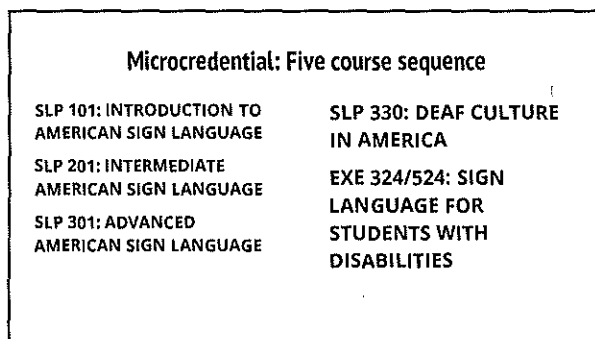 Microcredential: Five course sequence
SLP 101: INTRODUCTION TO
AMERICAN SIGN LANGUAGE
SLP 201: INTERMEDIATE
AMERICAN SIGN LANGUAGE
SLP 301: ADVANCED
AMERICAN SIGN LANGUAGE
SLP 330: DEAF CULTURE
IN AMERICA
EXE 324/524: SIGN
LANGUAGE FOR
STUDENTS WITH
DISABILITIES